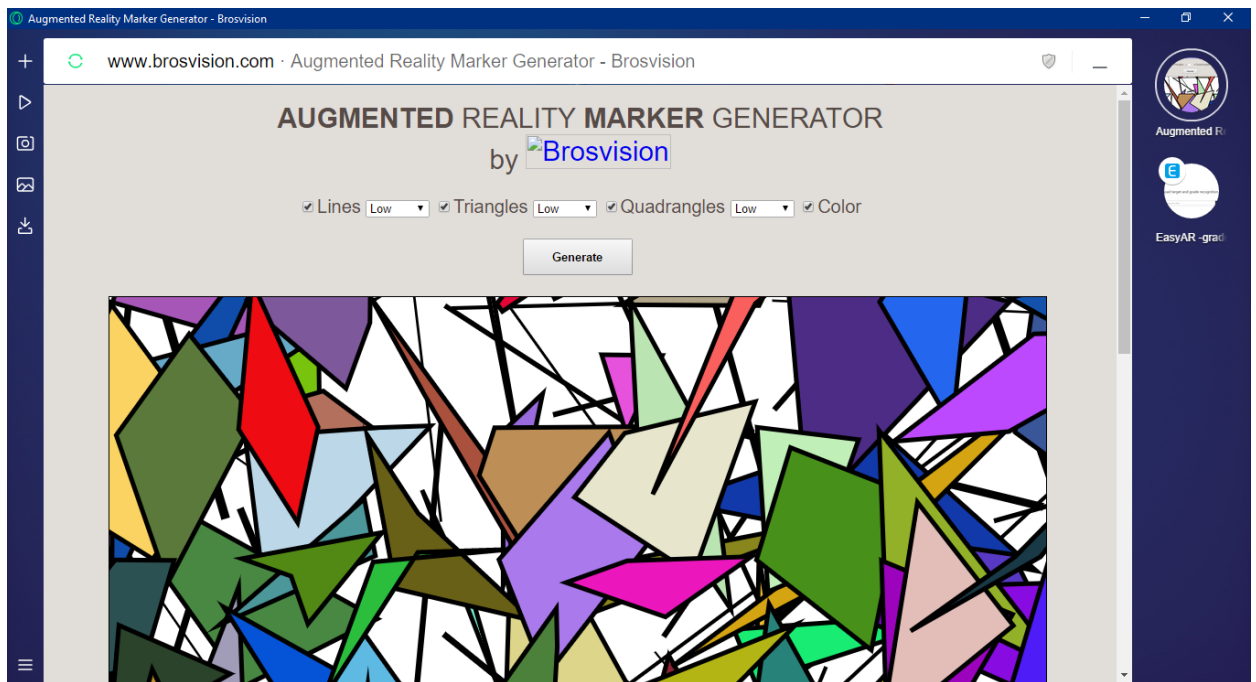 Augmented Reality Marker Generator - Brosvision
www.brosvision.com · Augmented Reality Marker Generator - Brosvision
AUGMENTED REALITY MARKER GENERATOR
by Brosvision
Lines Low Triangles Low Quadrangles Low Color
Generate
Augmented R
E
EasyAR -grad